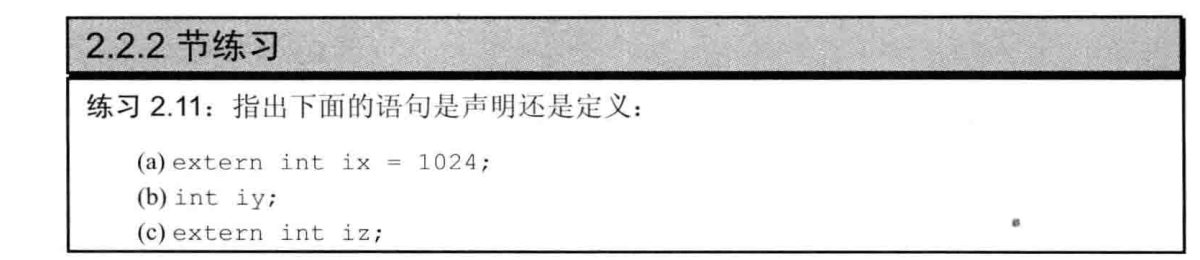 2.2.2 节练习
练习 2.11：指出下面的语句是声明还是定义：
(a) extern int ix = 1024;
(b) int iy;
(c) extern int iz;